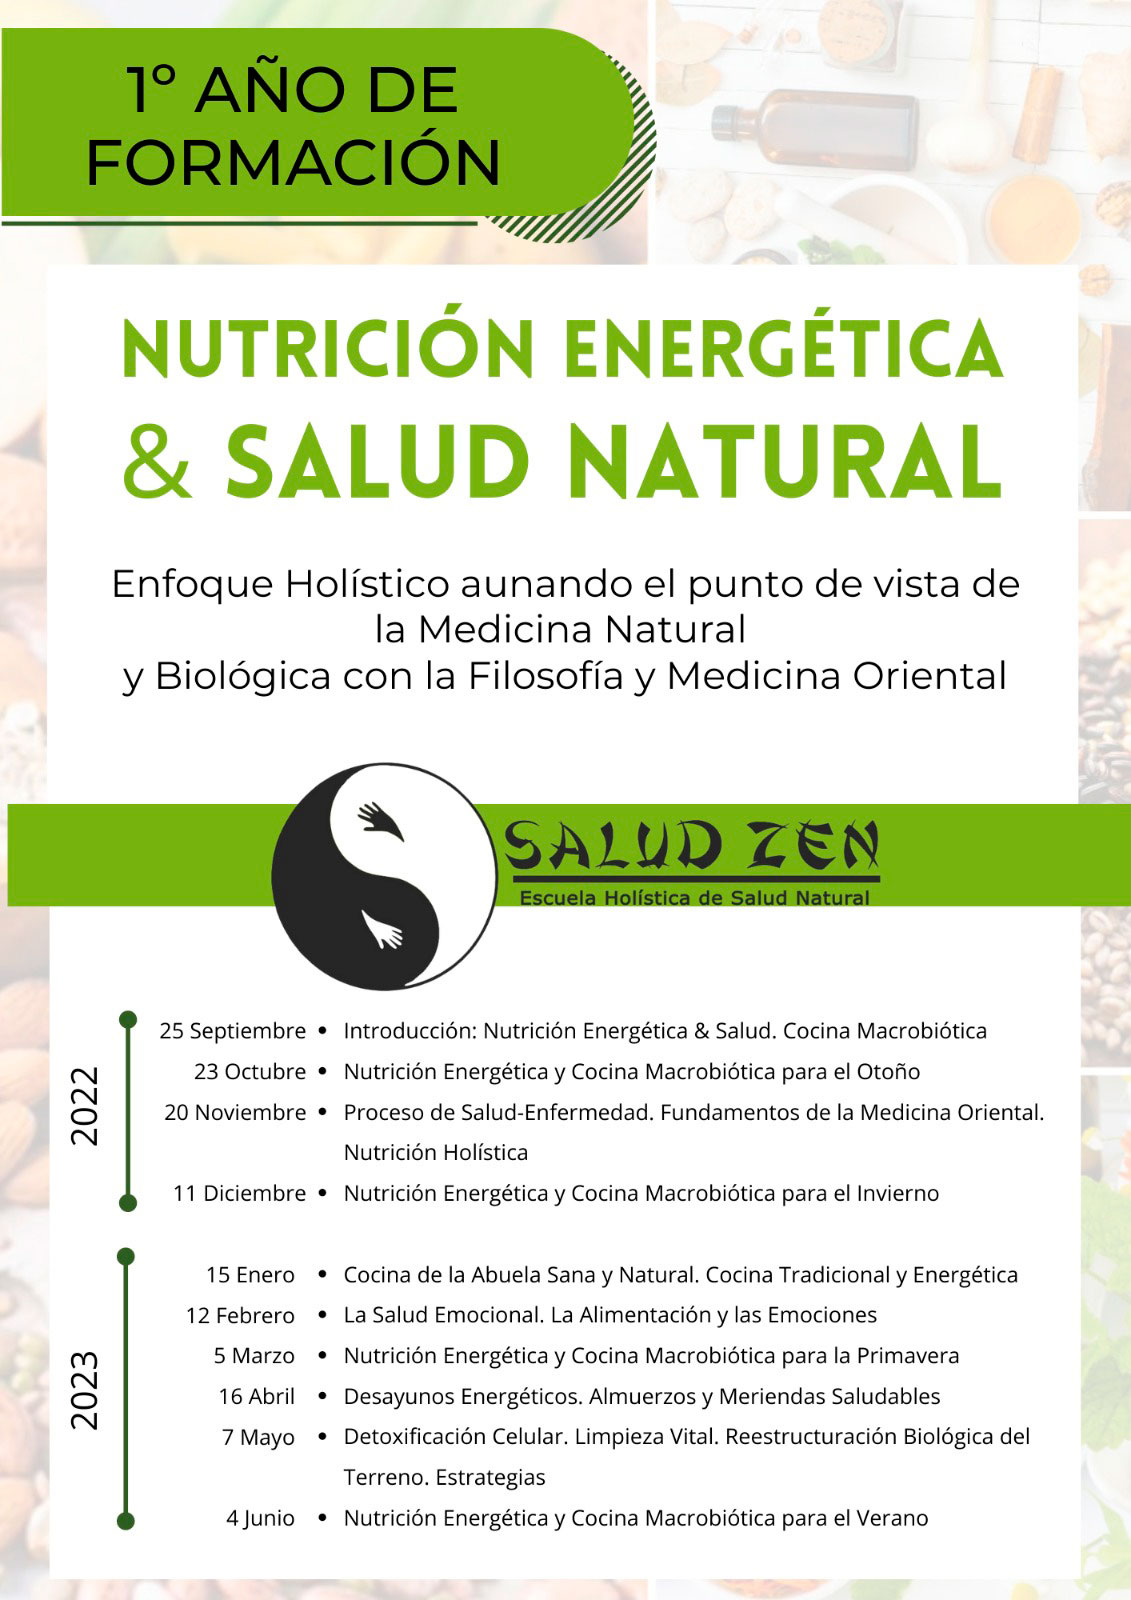 1º AÑO DE
FORMACIÓN
NUTRICIÓN ENERGÉTICA
& SALUD NATURAL
Enfoque Holístico aunando el punto de vista de
la Medicina Natural
y Biológica con la Filosofía y Medicina Oriental
SALUD ZEN
Escuela Holística de Salud Natural
2022
25 Septiembre • Introducción: Nutrición Energética & Salud. Cocina Macrobiótica
23 Octubre • Nutrición Energética y Cocina Macrobiótica para el Otoño
20 Noviembre • Proceso de Salud-Enfermedad. Fundamentos de la Medicina Oriental.
Nutrición Holística
11 Diciembre • Nutrición Energética y Cocina Macrobiótica para el Invierno
2023
15 Enero • Cocina de la Abuela Sana y Natural. Cocina Tradicional y Energética
12 Febrero • La Salud Emocional. La Alimentación y las Emociones
5 Marzo • Nutrición Energética y Cocina Macrobiótica para la Primavera
16 Abril • Desayunos Energéticos. Almuerzos y Meriendas Saludables
7 Mayo • Detoxificación Celular. Limpieza Vital. Reestructuración Biológica del
Terreno. Estrategias
4 Junio • Nutrición Energética y Cocina Macrobiótica para el Verano